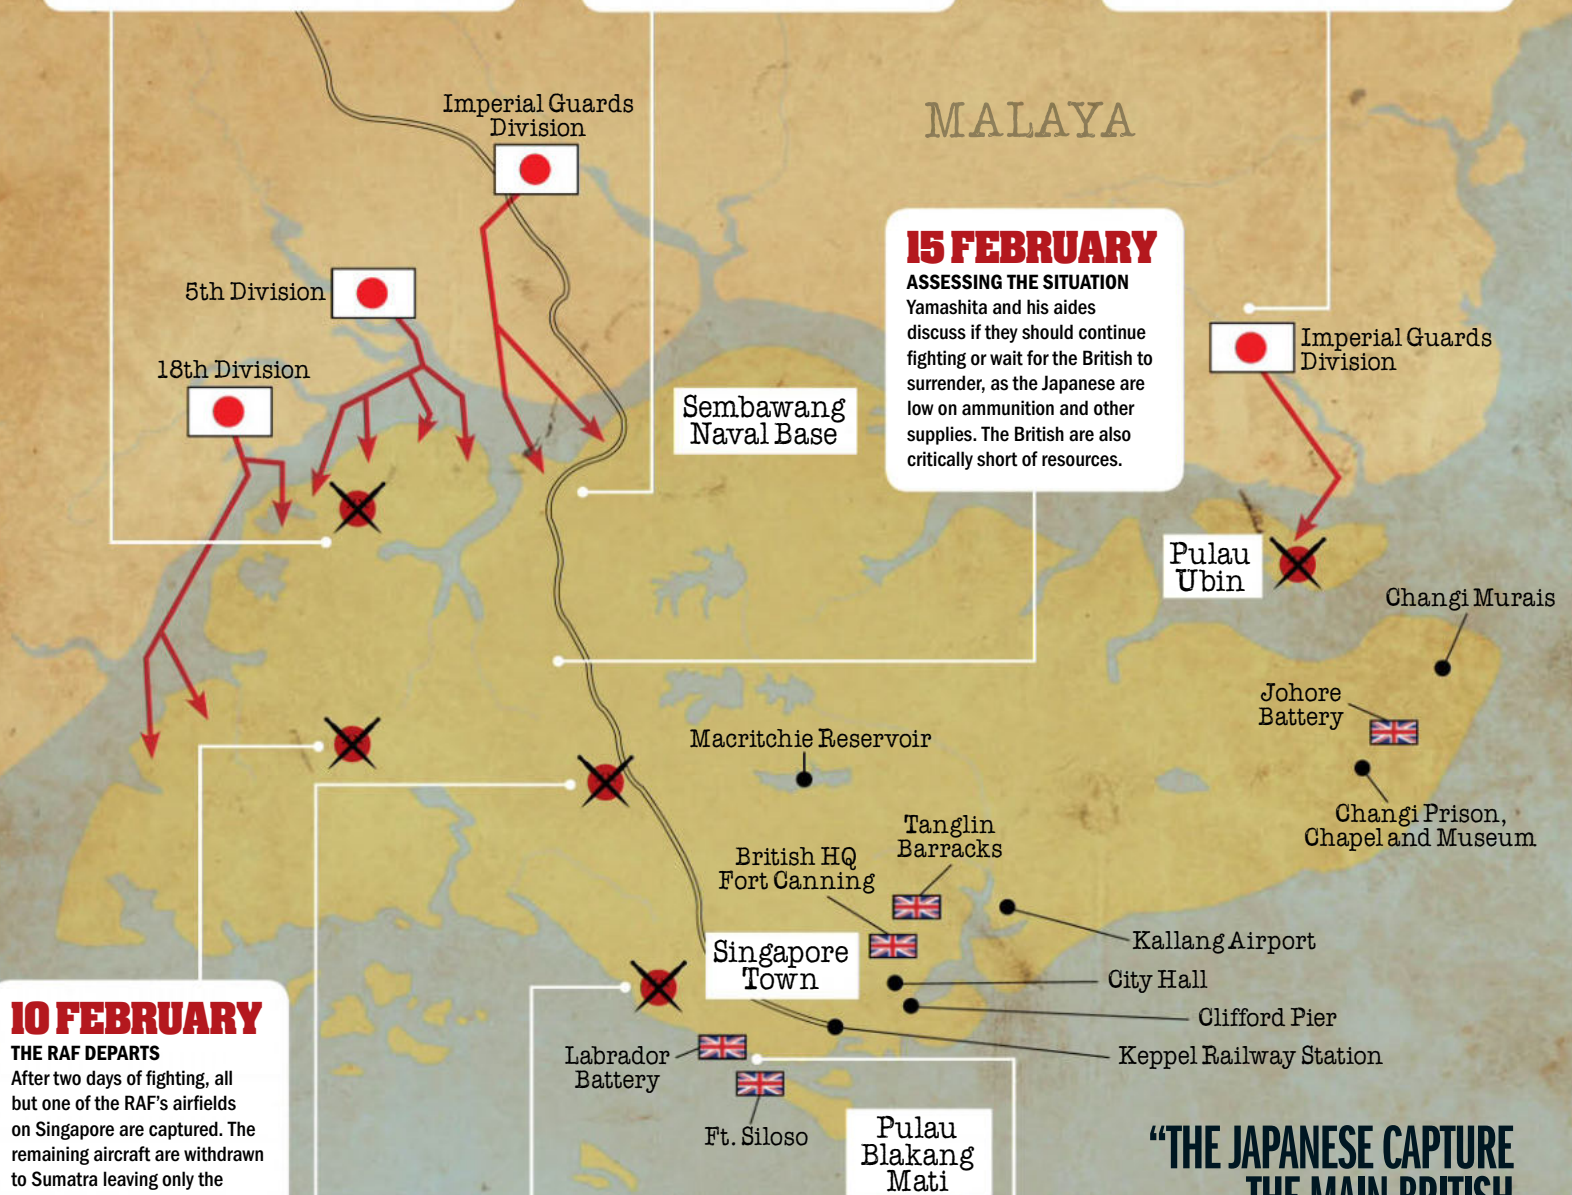 Imperial Guards
Division
MALAYA
5th Division
18th Division
15 FEBRUARY
ASSESSING THE SITUATION
Yamashita and his aides
discuss if they should continue
fighting or wait for the British to
surrender, as the Japanese are
low on ammunition and other
supplies. The British are also
critically short of resources.
Imperial Guards
Division
Sembawang
Naval Base
Pulau
Ubin
Changi Murais
Johore
Battery
Macritchie Reservoir
Changi Prison,
Chapel and Museum
Tanglin
Barracks
British HQ
Fort Canning
Kallang Airport
Singapore
Town
City Hall
Clifford Pier
Keppel Railway Station
Labrador
Battery
Ft. Siloso
Pulau
Blakang
Mati
10 FEBRUARY
THE RAF DEPARTS
After two days of fighting, all
but one of the RAF's airfields
on Singapore are captured. The
remaining aircraft are withdrawn
to Sumatra leaving only the
“THE JAPANESE CAPTURE
THE MAIN BRITISH